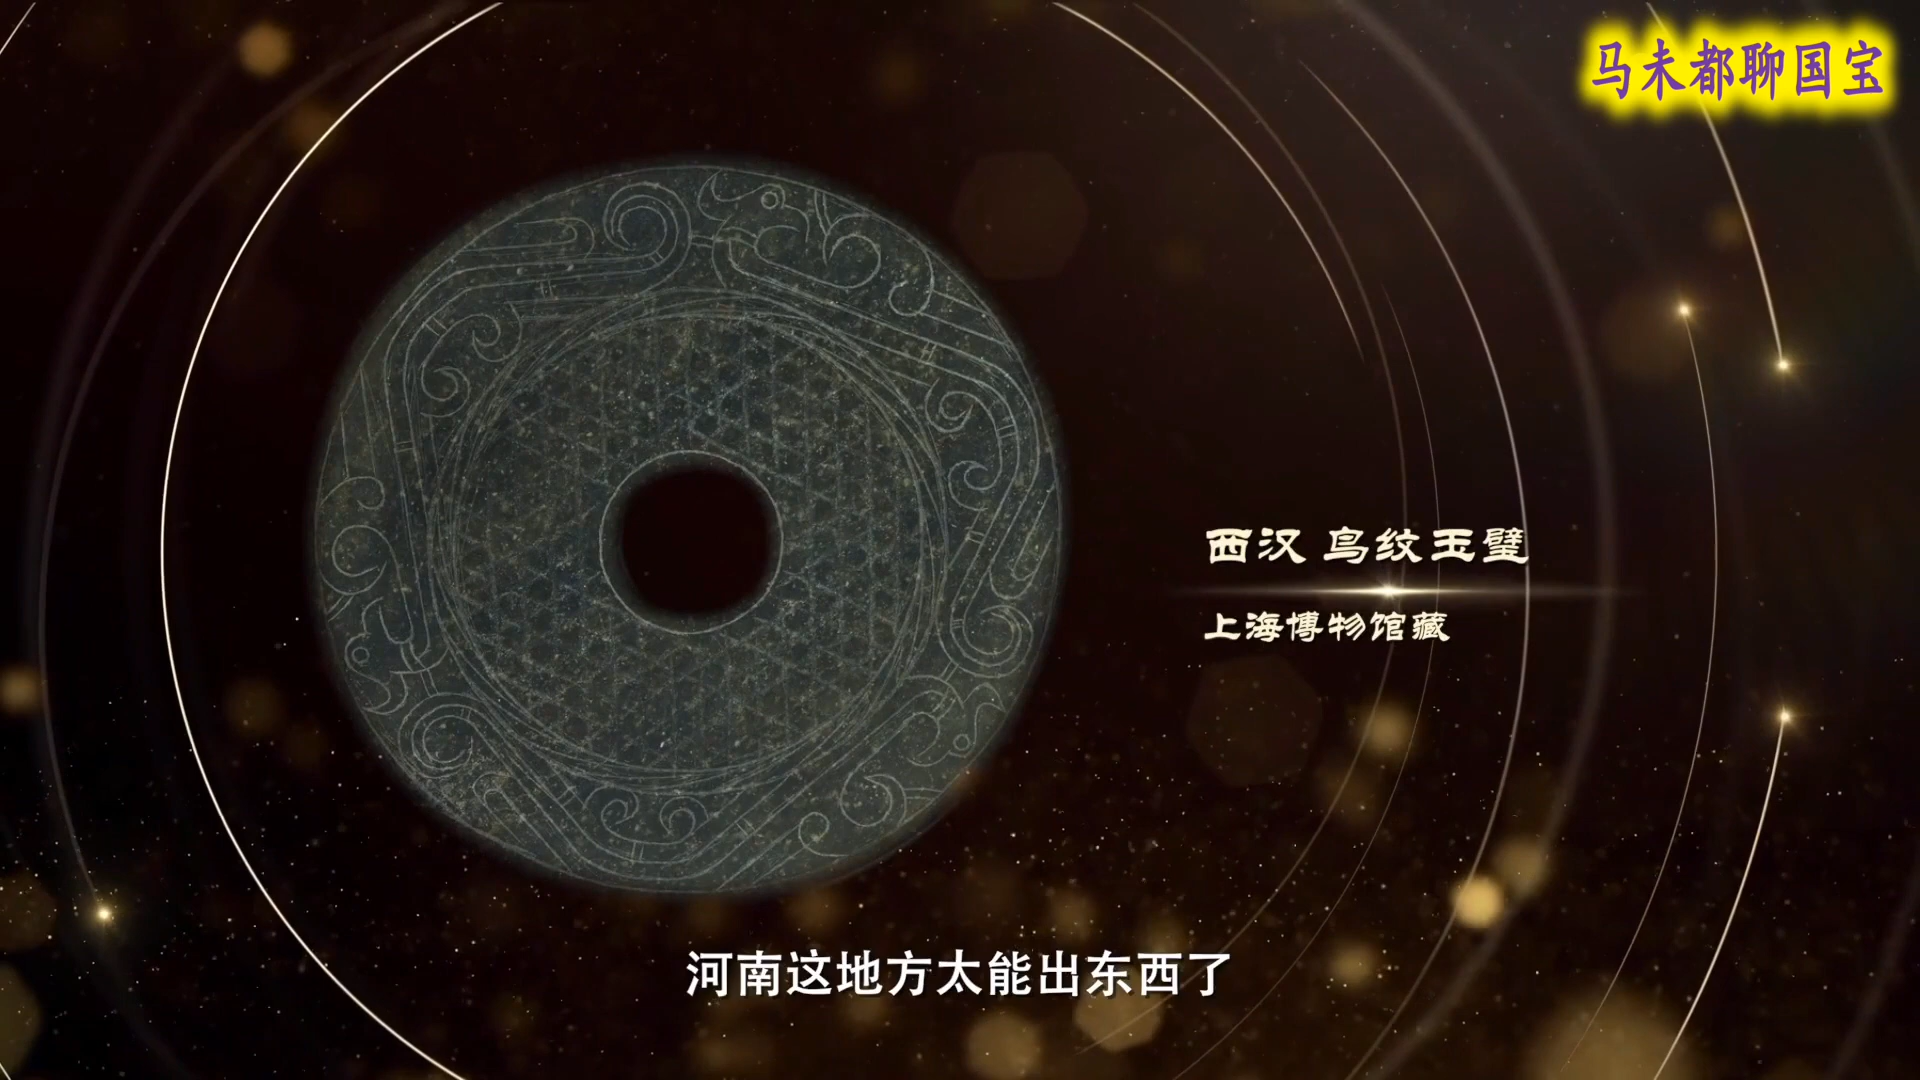 马未都聊国宝
西汉 鸟纹玉璧
上海博物馆藏
河南这地方太能出东西了